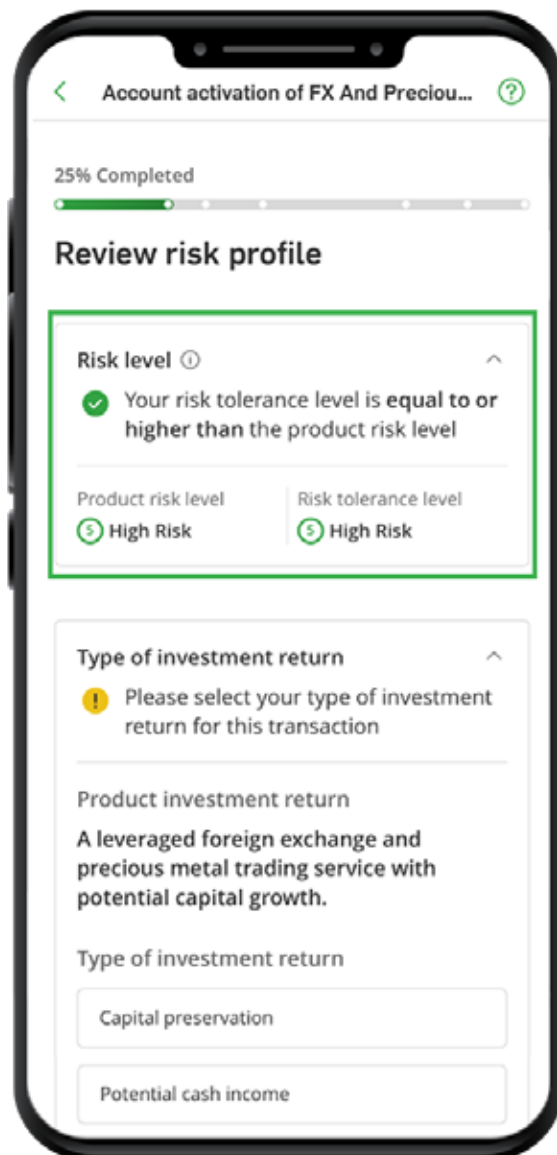 Account activation of FX And Preciou...
25% Completed
Review risk profile
Risk level
Your risk tolerance level is equal to or
higher than the product risk level
Product risk level
Risk tolerance level
5 High Risk
5 High Risk
Type of investment return
Please select your type of investment
return for this transaction
Product investment return
A leveraged foreign exchange and
precious metal trading service with
potential capital growth.
Type of investment return
Capital preservation
Potential cash income